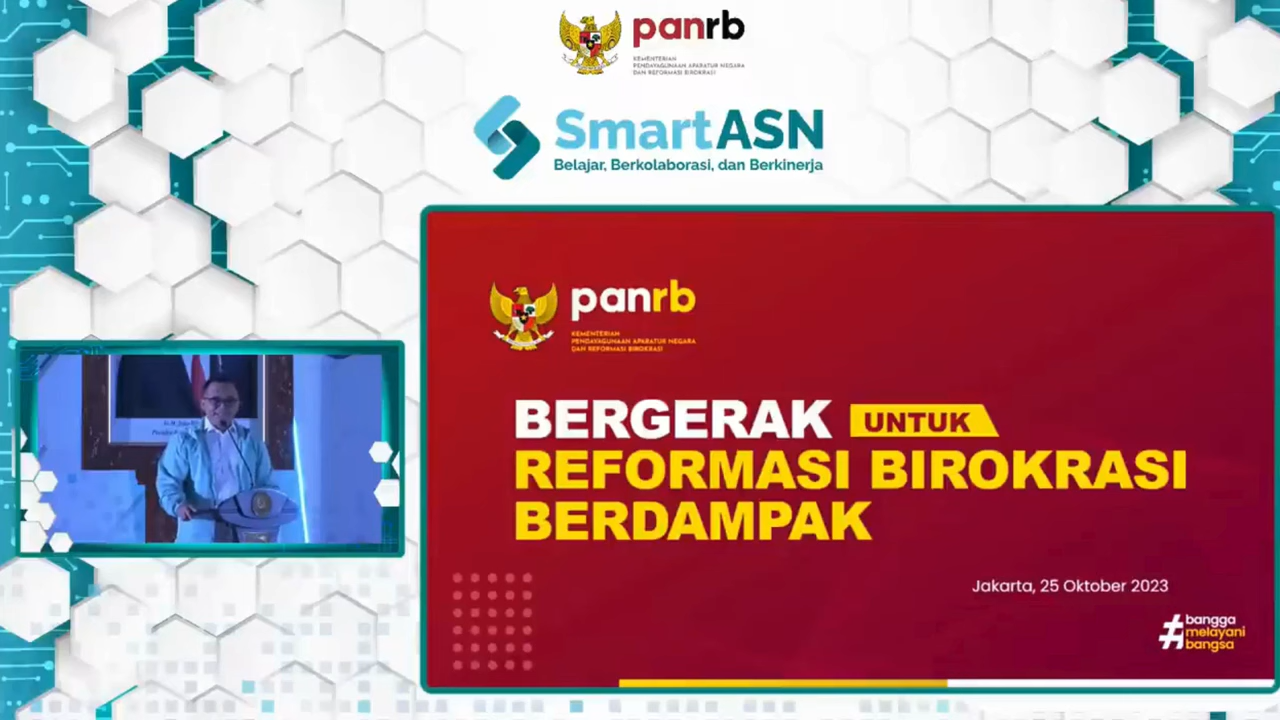 panrb
KEMENTERIAN
PENDAYAGUNAAN APARATUR NEGARA
DAN REFORMASI BIROKRASI
SmartASN
Belajar, Berkolaborasi, dan Berkinerja
panrb
KEMENTERIAN
PENDAYAGUNAAN APARATUR NEGARA
DAN REFORMASI BIROKRASI
BERGERAK UNTUK
REFORMASI BIROKRASI
BERDAMPAK
Jakarta, 25 Oktober 2023
#bangga
melayani
bangsa